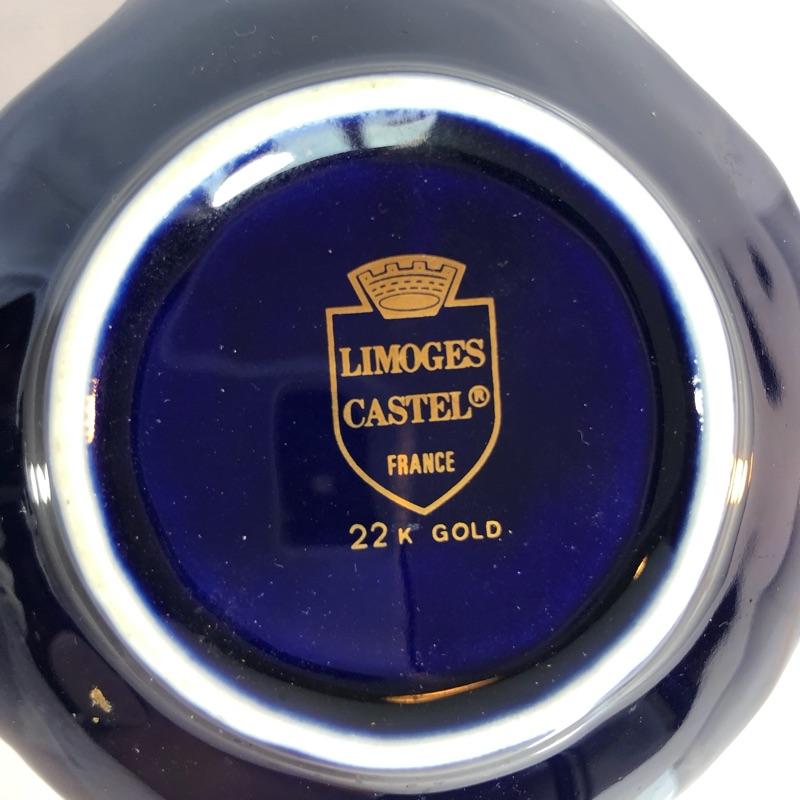 LIMOGES
CASTEL®
FRANCE
22 K GOLD